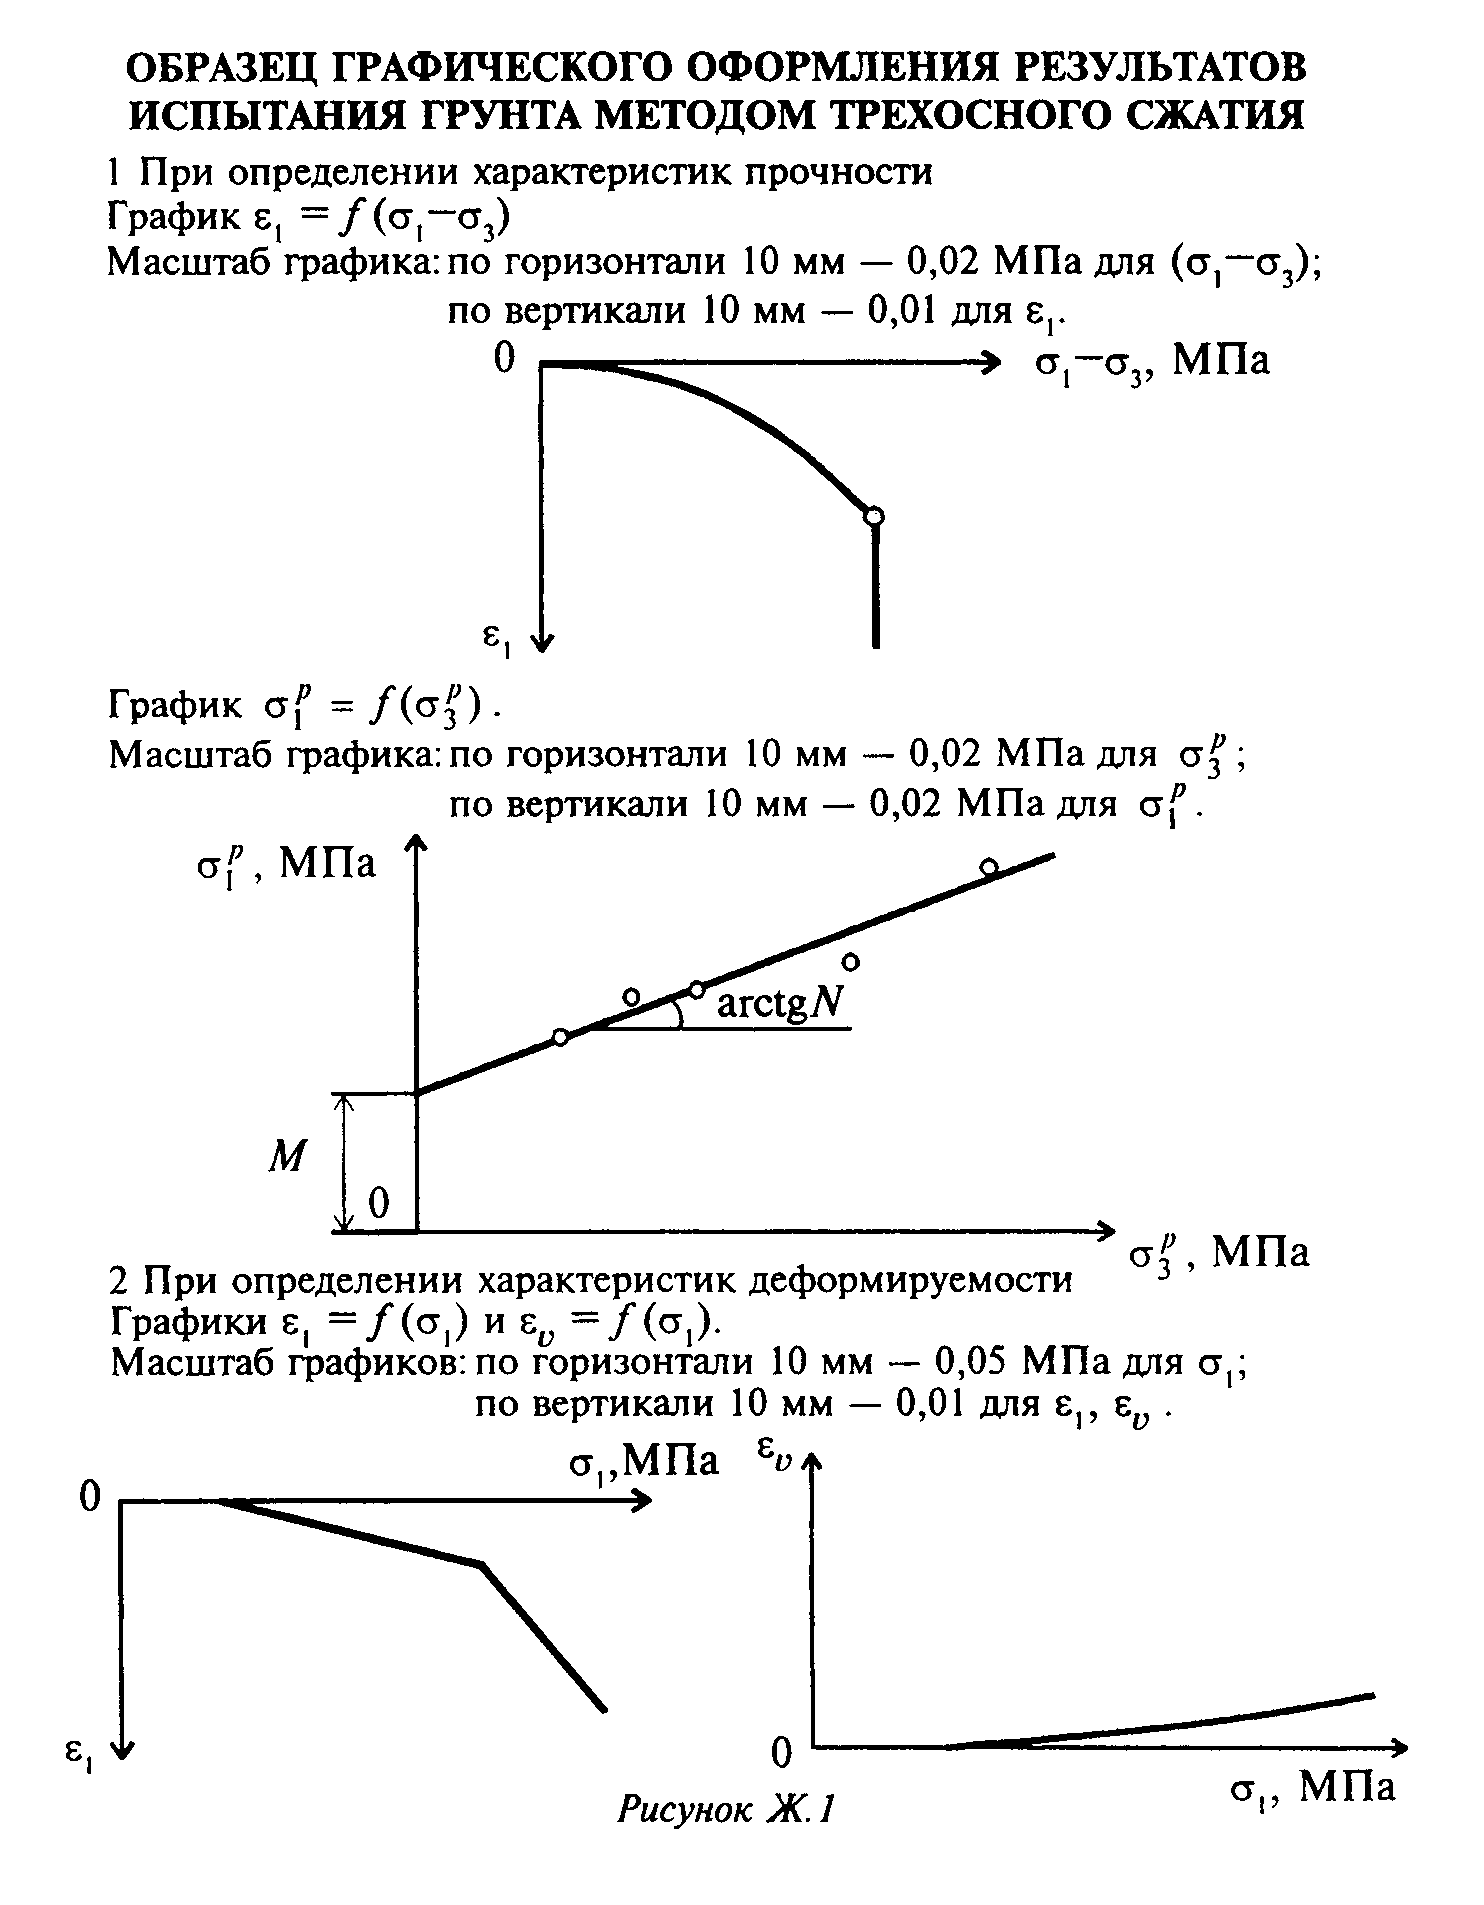 ОБРАЗЕЦ ГРАФИЧЕСКОГО ОФОРМЛЕНИЯ РЕЗУЛЬТАТОВ
ИСПЫТАНИЯ ГРУНТА МЕТОДОМ ТРЕХОСНОГО СЖАТИЯ
1 При определении характеристик прочности
График ε₁ = f (σ₁—σ₃)
Масштаб графика: по горизонтали 10 мм — 0,02 МПа для (σ₁—σ₃);
по вертикали 10 мм — 0,01 для ε₁.
0
σ₁—σ₃, МПа
ε₁
График σ₁ᵖ = f(σ₃ᵖ).
Масштаб графика: по горизонтали 10 мм — 0,02 МПа для σ₃ᵖ;
по вертикали 10 мм — 0,02 МПа для σ₁ᵖ.
σ₁ᵖ, МПа
arctgN
M
0
σ₃ᵖ, МПа
2 При определении характеристик деформируемости
Графики ε₁ = f (σ₁) и εᵥ = f (σ₁).
Масштаб графиков: по горизонтали 10 мм — 0,05 МПа для σ₁;
по вертикали 10 мм — 0,01 для ε₁, εᵥ.
σ₁, МПа
0
ε₁
εᵥ
0
σ₁, МПа
Рисунок Ж.1